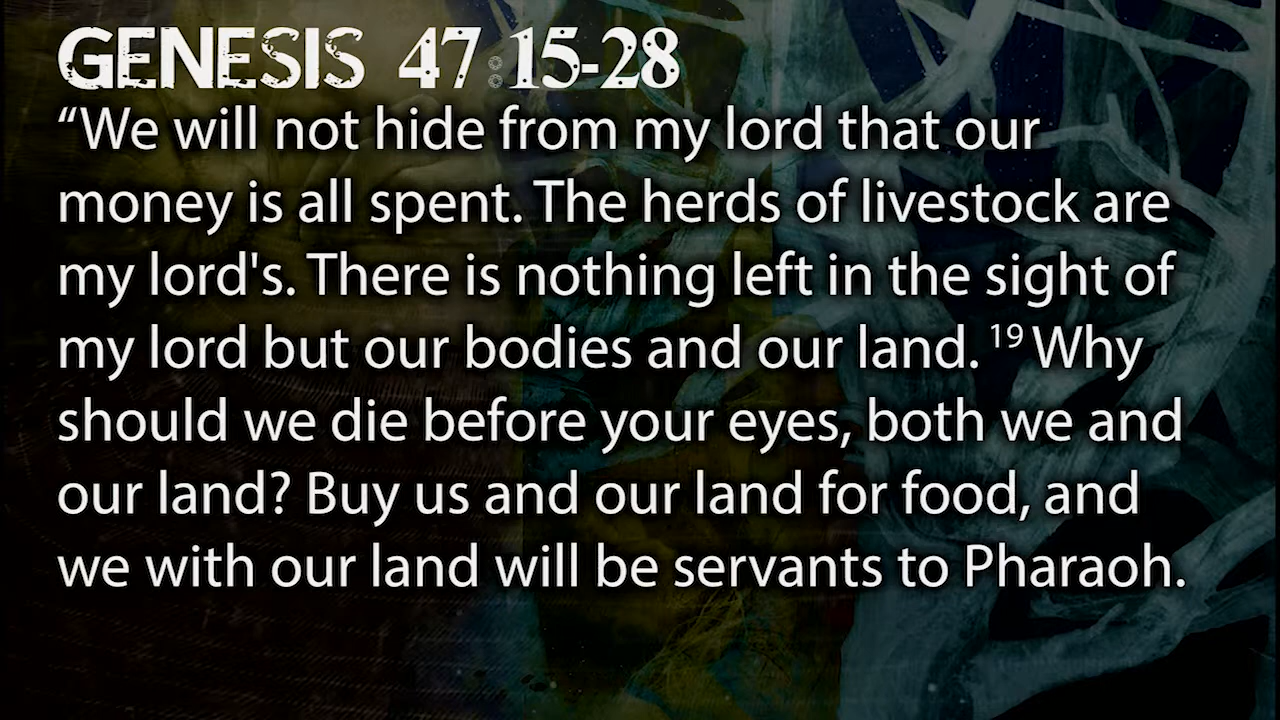 GENESIS 47:15-28
“We will not hide from my lord that our
money is all spent. The herds of livestock are
my lord's. There is nothing left in the sight of
my lord but our bodies and our land. 19 Why
should we die before your eyes, both we and
our land? Buy us and our land for food, and
we with our land will be servants to Pharaoh.